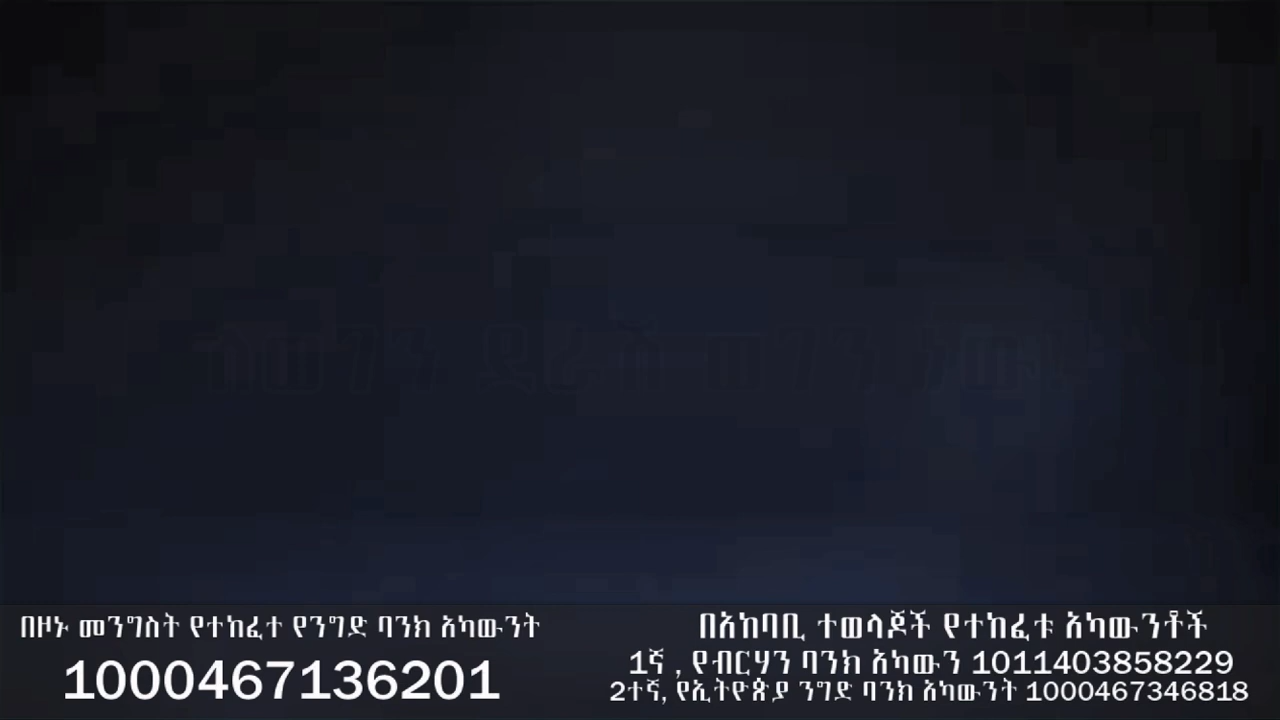 በዞኑ መንግስት የተከፈተ የንግድ ባንክ አካውንት
1000467136201
በአከባቢ ተወላጆች የተከፈቱ አካውንቶች
1ኛ , የብርሃን ባንክ አካውን 1011403858229
2ተኛ, የኢትዮጵያ ንግድ ባንክ አካውንት 1000467346818